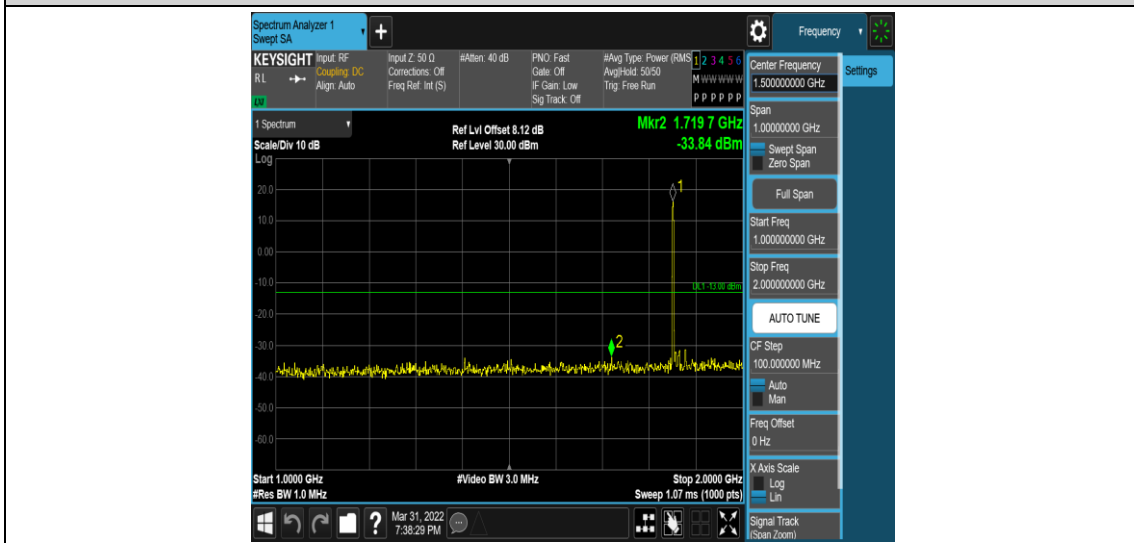 Spectrum Analyzer 1
Swept SA
+
Frequency
KEYSIGHT
RL
LXI
Input: RF
Coupling: DC
Align: Auto
Input Z: 50 Ω
Corrections: Off
Freq Ref: Int (S)
#Atten: 40 dB
PNO: Fast
Gate: Off
IF Gain: Low
Sig Track: Off
#Avg Type: Power (RMS
Avg|Hold: 50/50
Trig: Free Run
1 2 3 4 5 6
M W W W W W
P P P P P P
1 Spectrum
Scale/Div 10 dB
Log
Ref Lvl Offset 8.12 dB
Ref Level 30.00 dBm
Mkr2 1.719 7 GHz
-33.84 dBm
20.0
10.0
0.00
-10.0
-20.0
-30.0
-40.0
-50.0
-60.0
1
DL1 -13.00 dBm
2
Start 1.0000 GHz
#Res BW 1.0 MHz
#Video BW 3.0 MHz
Stop 2.0000 GHz
Sweep 1.07 ms (1000 pts)
?
Mar 31, 2022
7:38:29 PM
Center Frequency
1.500000000 GHz
Span
1.00000000 GHz
Swept Span
Zero Span
Full Span
Start Freq
1.000000000 GHz
Stop Freq
2.000000000 GHz
AUTO TUNE
CF Step
100.000000 MHz
Auto
Man
Freq Offset
0 Hz
X Axis Scale
Log
Lin
Signal Track
(Span Zoom)
Settings